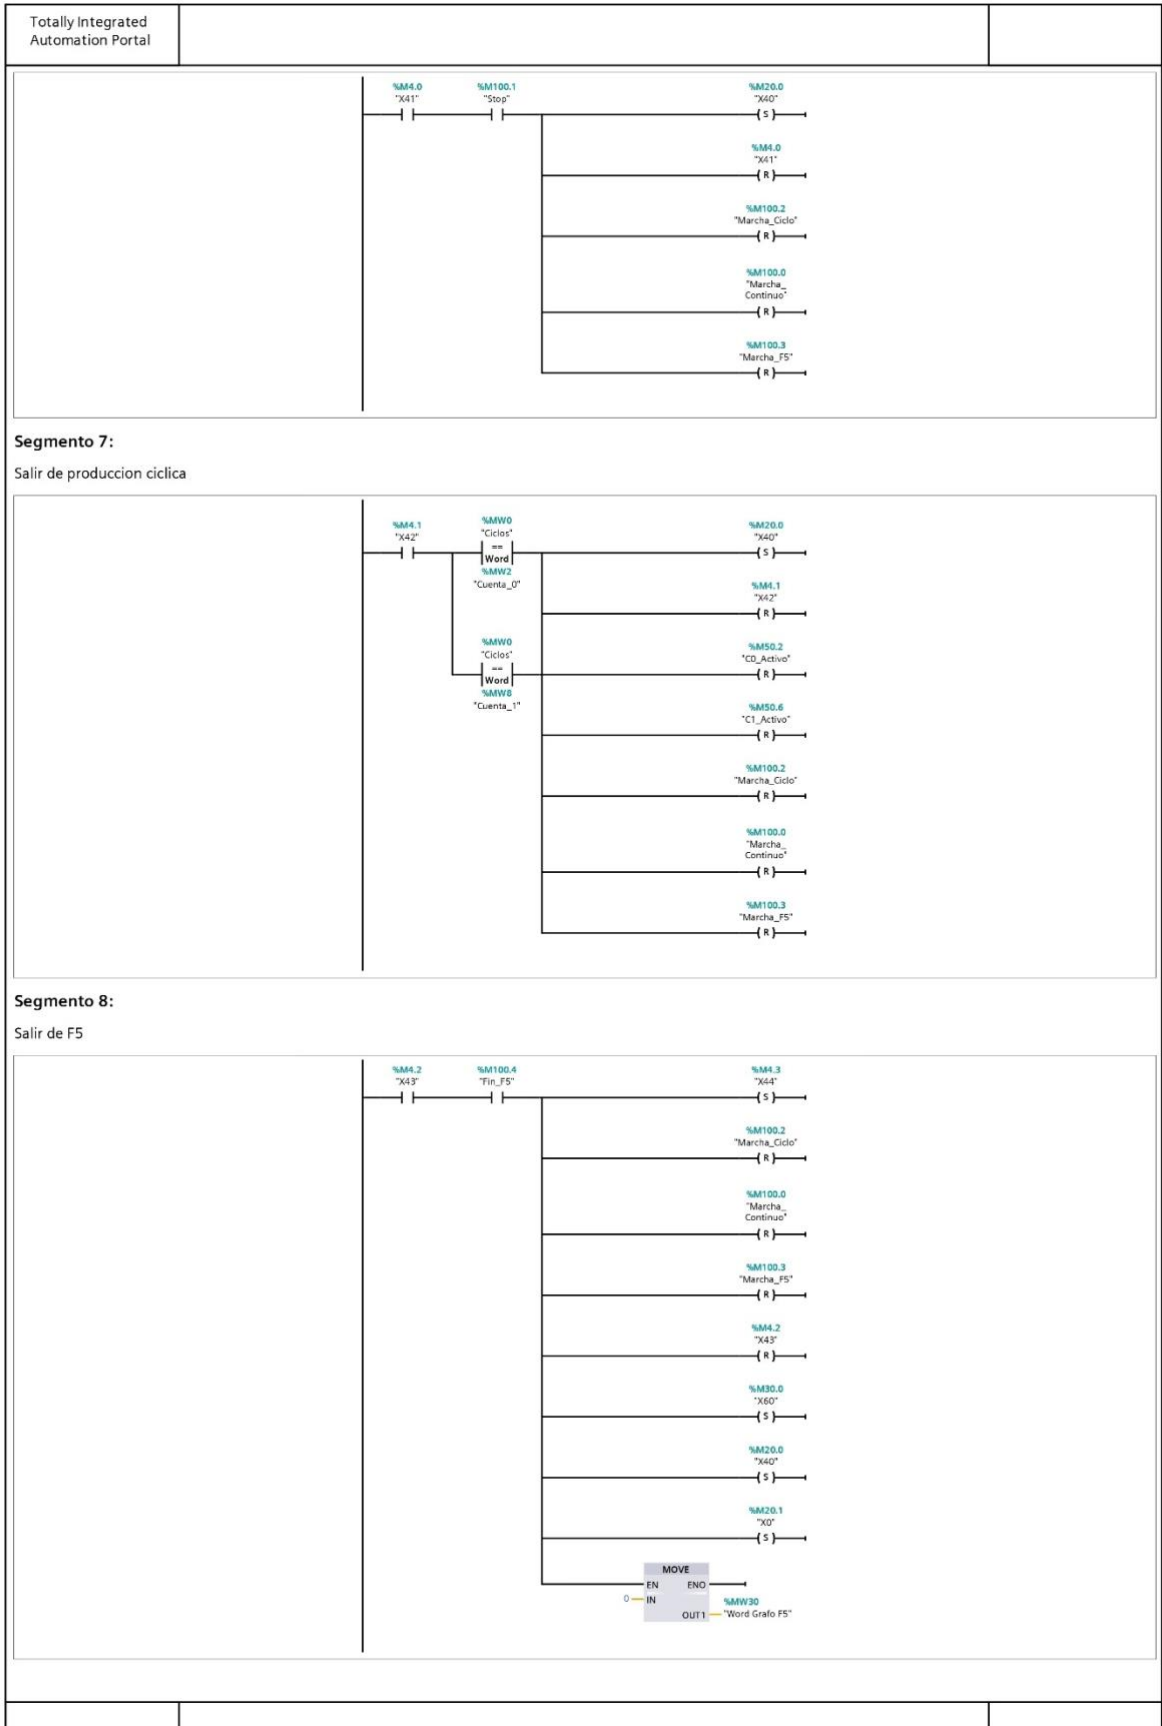 Totally Integrated
Automation Portal
%M4.0
"X41"
%M100.1
"Stop"
%M20.0
"X40"
S
%M4.0
"X41"
R
%M100.2
"Marcha_Ciclo"
R
%M100.0
"Marcha_
Continuo"
R
%M100.3
"Marcha_F5"
R
Segmento 7:
Salir de produccion ciclica
%M4.1
"X42"
%MW0
"Ciclos"
==
Word
%MW2
"Cuenta_0"
%MW0
"Ciclos"
==
Word
%MW8
"Cuenta_1"
%M20.0
"X40"
S
%M4.1
"X42"
R
%M50.2
"C0_Activo"
R
%M50.6
"C1_Activo"
R
%M100.2
"Marcha_Ciclo"
R
%M100.0
"Marcha_
Continuo"
R
%M100.3
"Marcha_F5"
R
Segmento 8:
Salir de F5
%M4.2
"X43"
%M100.4
"Fin_F5"
%M4.3
"X44"
S
%M100.2
"Marcha_Ciclo"
R
%M100.0
"Marcha_
Continuo"
R
%M100.3
"Marcha_F5"
R
%M4.2
"X43"
R
%M30.0
"X60"
S
%M20.0
"X40"
S
%M20.1
"X0"
S
MOVE
EN ENO
0 IN
%MW30
OUT1 "Word Grafo F5"